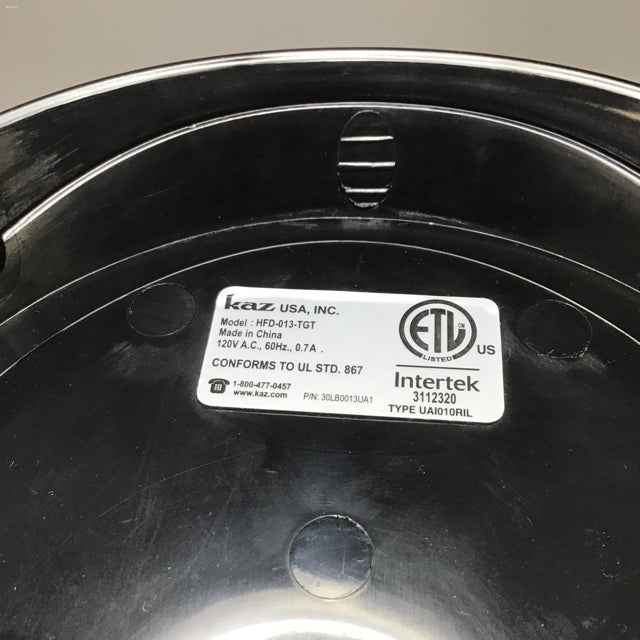 kaz USA, INC.
Model : HFD-013-TGT
Made in China
120V A.C., 60Hz., 0.7A .
CONFORMS TO UL STD. 867
1-800-477-0457
www.kaz.com
P/N: 30LB0013UA1
ETL
CM
LISTED
US
Intertek
3112320
TYPE UAI010RIL